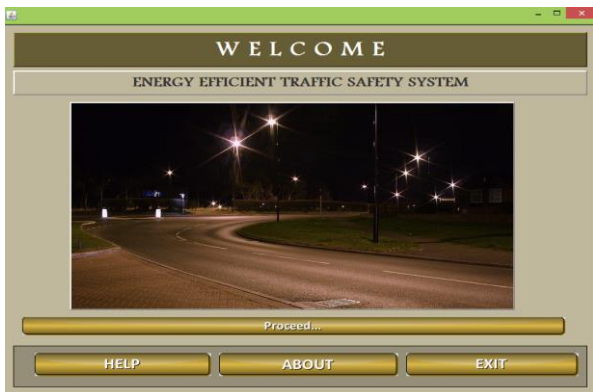 WELCOME
ENERGY EFFICIENT TRAFFIC SAFETY SYSTEM
Proceed...
HELP ABOUT EXIT